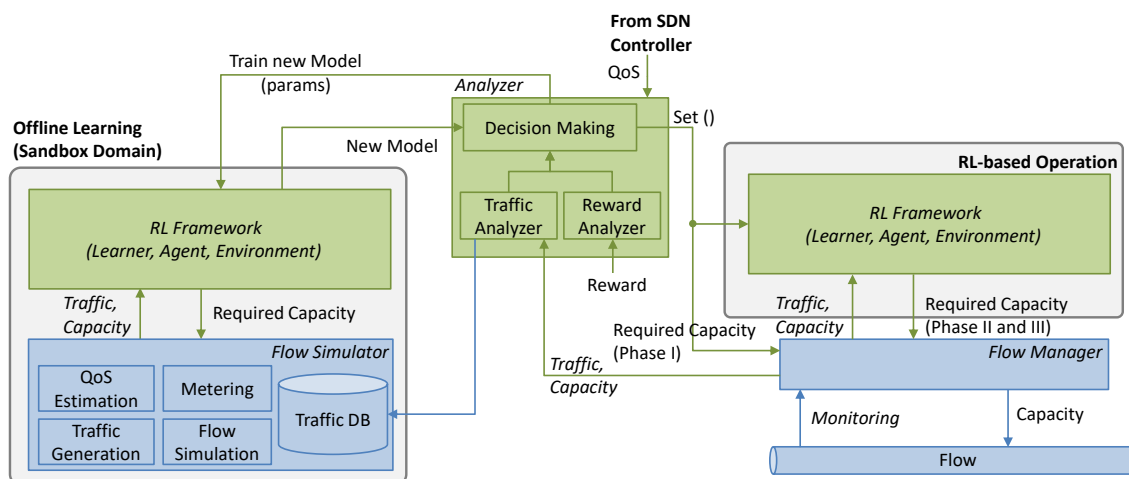 From SDN
Controller
QoS
Train new Model
(params)
Analyzer
Decision Making
Set ()
Offline Learning
(Sandbox Domain)
New Model
RL-based Operation
Traffic
Analyzer
Reward
Analyzer
RL Framework
(Learner, Agent, Environment)
RL Framework
(Learner, Agent, Environment)
Reward
Traffic,
Capacity
Required Capacity
Required Capacity
(Phase I)
Traffic,
Capacity
Required Capacity
(Phase II and III)
Flow Simulator
QoS
Estimation
Metering
Traffic DB
Traffic
Generation
Flow
Simulation
Traffic,
Capacity
Flow Manager
Monitoring
Capacity
Flow